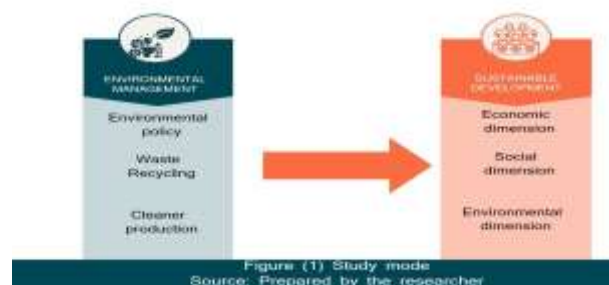 ENVIRONMENTAL
MANAGEMENT
Environmental
policy
Waste
Recycling
Cleaner
production
SUSTAINABLE
DEVELOPMENT
Economic
dimension
Social
dimension
Environmental
dimension
Figure (1) Study mode
Source: Prepared by the researcher